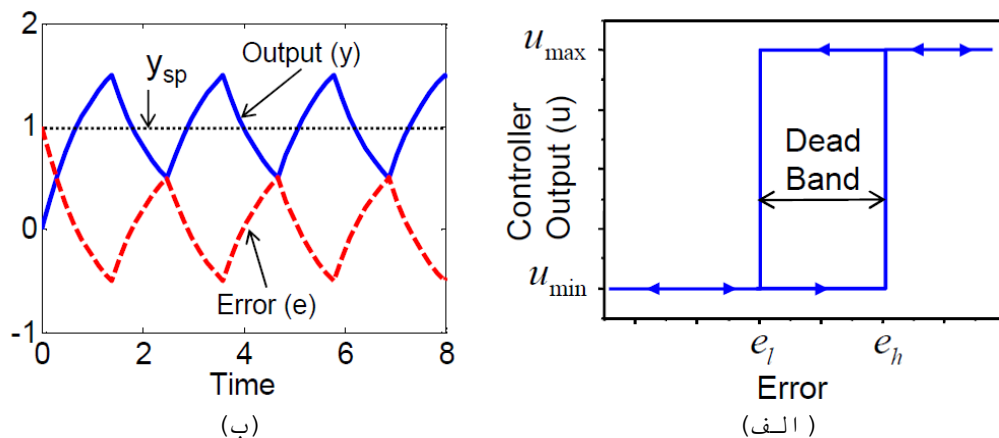 2
1
0
-1
y_sp
Output (y)
Error (e)
0
2
4
6
8
Time
(ب)
Controller
Output (u)
u_max
u_min
Dead
Band
e_l
e_h
Error
(الف)